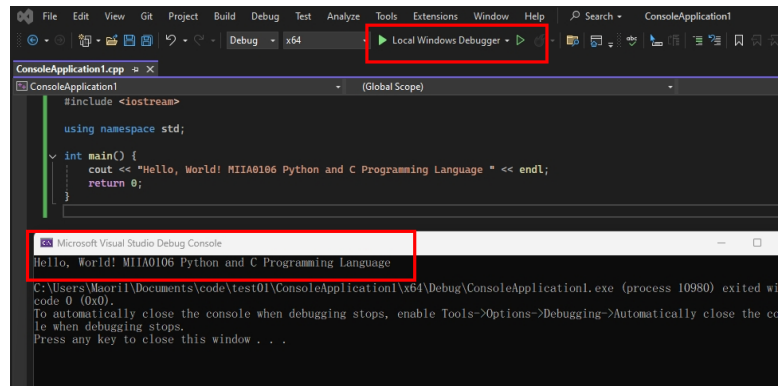 File Edit View Git Project Build Debug Test Analyze Tools Extensions Window Help Search ConsoleApplication1
Debug x64 Local Windows Debugger
ConsoleApplication1.cpp
ConsoleApplication1 (Global Scope)
#include <iostream>
using namespace std;
int main() {
cout << "Hello, World! MIIA0106 Python and C Programming Language " << endl;
return 0;
}
Microsoft Visual Studio Debug Console
Hello, World! MIIA0106 Python and C Programming Language
C:\Users\Maoril\Documents\code\test01\ConsoleApplication1\x64\Debug\ConsoleApplication1.exe (process 10980) exited wi
code 0 (0x0).
To automatically close the console when debugging stops, enable Tools->Options->Debugging->Automatically close the co
le when debugging stops.
Press any key to close this window . . .